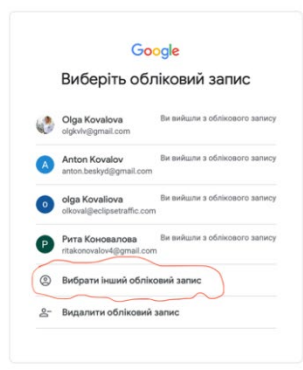 Google
Виберіть обліковий запис
Olga Kovalova Ви вийшли з облікового запису
olgkvlv@gmail.com
A Anton Kovalov Ви вийшли з облікового запису
anton.beskyd@gmail.com
o olga Kovaliova Ви вийшли з облікового запису
olkoval@eclipsetraffic.com
P Рита Коновалова Ви вийшли з облікового запису
ritakonovalov4@gmail.com
Вибрати інший обліковий запис
Видалити обліковий запис